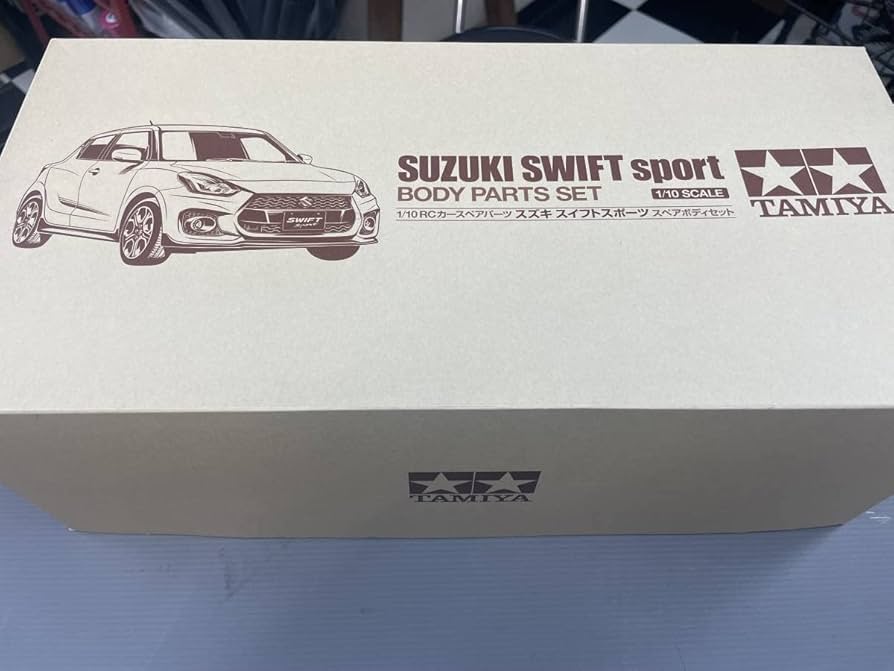 SUZUKI SWIFT sport
BODY PARTS SET 1/10 SCALE
1/10 RCカースペアパーツ スズキ スイフトスポーツ スペアボディセット
TAMIYA
SWIFT
Sport
TAMIYA